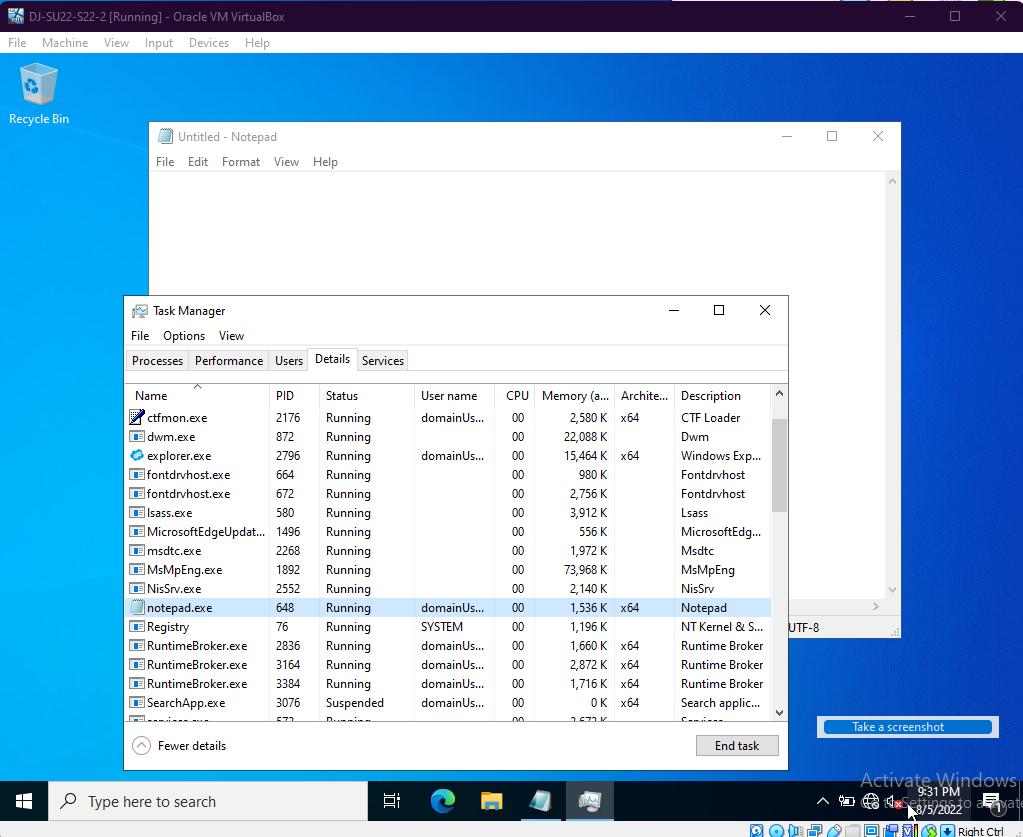 DJ-SU22-S22-2 [Running] - Oracle VM VirtualBox
File Machine View Input Devices Help
Recycle Bin
Untitled - Notepad
File Edit Format View Help
Task Manager
File Options View
Processes Performance Users Details Services
Name PID Status User name CPU Memory (a... Archite... Description
ctfmon.exe 2176 Running domainUs... 00 2,580 K x64 CTF Loader
dwm.exe 872 Running 00 22,088 K Dwm
explorer.exe 2796 Running domainUs... 00 15,464 K x64 Windows Exp...
fontdrvhost.exe 664 Running 00 980 K Fontdrvhost
fontdrvhost.exe 672 Running 00 2,756 K Fontdrvhost
lsass.exe 580 Running 00 3,912 K Lsass
MicrosoftEdgeUpdat... 1496 Running 00 556 K MicrosoftEdg...
msdtc.exe 2268 Running 00 1,972 K Msdtc
MsMpEng.exe 1892 Running 00 73,968 K MsMpEng
NisSrv.exe 2552 Running 00 2,140 K NisSrv
notepad.exe 648 Running domainUs... 00 1,536 K x64 Notepad
Registry 76 Running SYSTEM 00 1,196 K NT Kernel & S...
RuntimeBroker.exe 2836 Running domainUs... 00 1,660 K x64 Runtime Broker
RuntimeBroker.exe 3164 Running domainUs... 00 2,872 K x64 Runtime Broker
RuntimeBroker.exe 3384 Running domainUs... 00 1,716 K x64 Runtime Broker
SearchApp.exe 3076 Suspended domainUs... 00 0 K x64 Search applic...
services.exe 572 Running 00 2,672 K Services
UTF-8
Take a screenshot
Fewer details End task
Activate Windows
Settings to activate
Type here to search
9:31 PM
8/5/2022
1
Right Ctrl